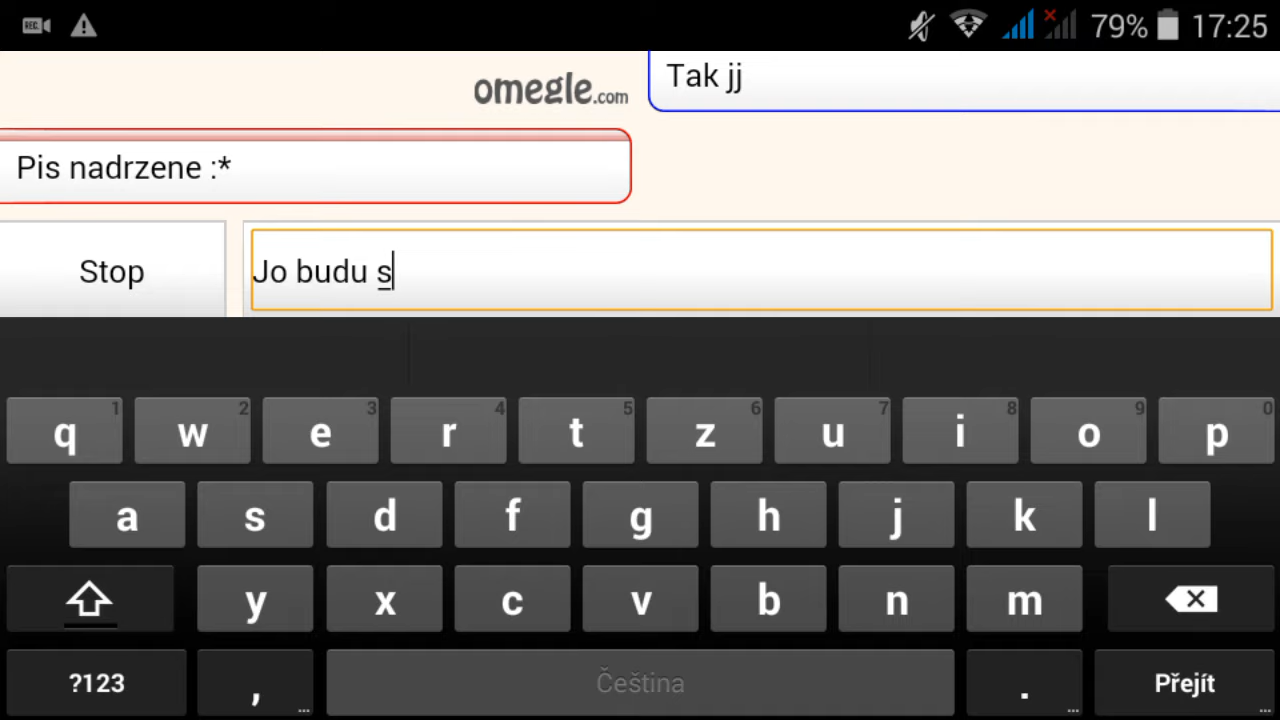 REC
79% 17:25
omegle.com
Tak jj
Pis nadrzene :*
Stop
Jo budu s
q 1 w 2 e 3 r 4 t 5 z 6 u 7 i 8 o 9 p 0
a s d f g h j k l
y x c v b n m
?123 , ... Čeština . ... Přejít ...